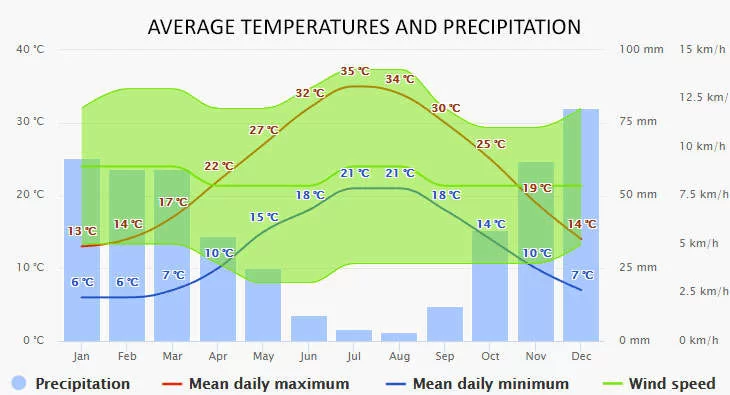 AVERAGE TEMPERATURES AND PRECIPITATION
40 °C 100 mm 15 km/h
35 °C 34 °C
12.5 km/h
32 °C 30 °C
30 °C 75 mm
27 °C 25 °C
10 km/h
22 °C 21 °C 21 °C
20 °C 17 °C 18 °C 18 °C 19 °C 50 mm 7.5 km/h
13 °C 14 °C 15 °C 14 °C 14 °C
5 km/h
10 °C 10 °C
10 °C 6 °C 6 °C 7 °C 7 °C 25 mm
2.5 km/h
0 °C 0 mm 0 km/h
Jan Feb Mar Apr May Jun Jul Aug Sep Oct Nov Dec
Precipitation Mean daily maximum Mean daily minimum Wind speed